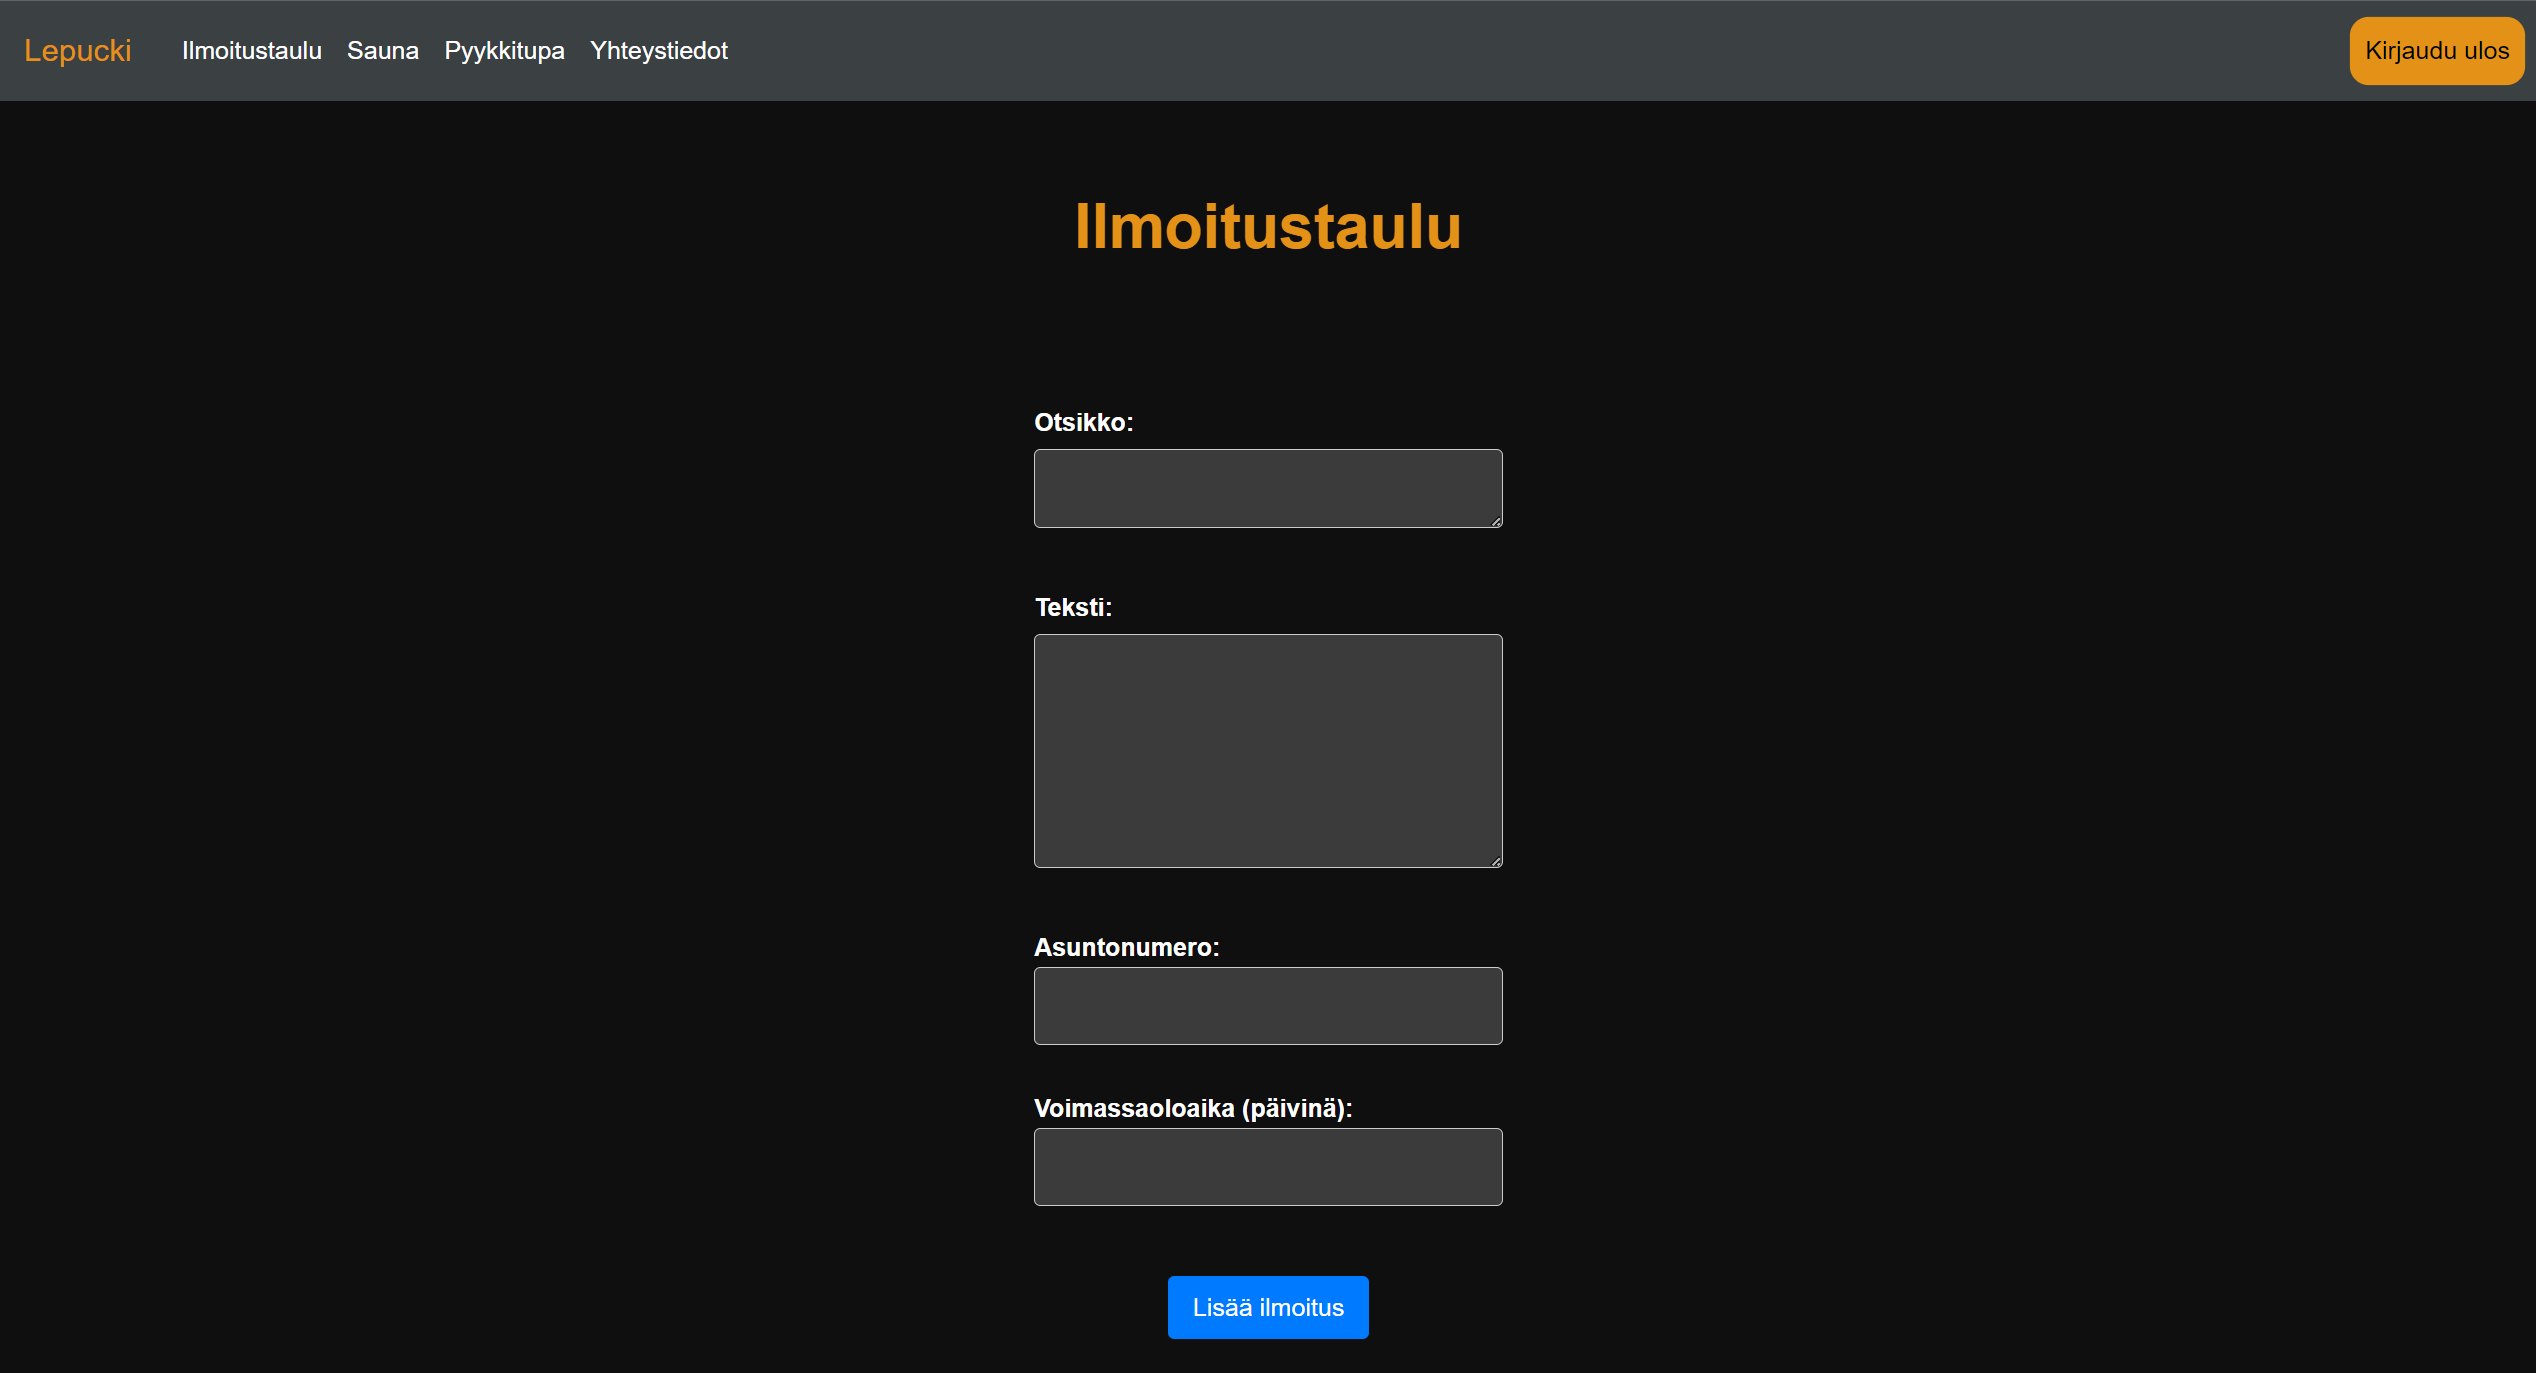 Lepucki Ilmoitustaulu Sauna Pyykkitupa Yhteystiedot Kirjaudu ulos
Ilmoitustaulu
Otsikko:
Teksti:
Asuntonumero:
Voimassaoloaika (päivinä):
Lisää ilmoitus